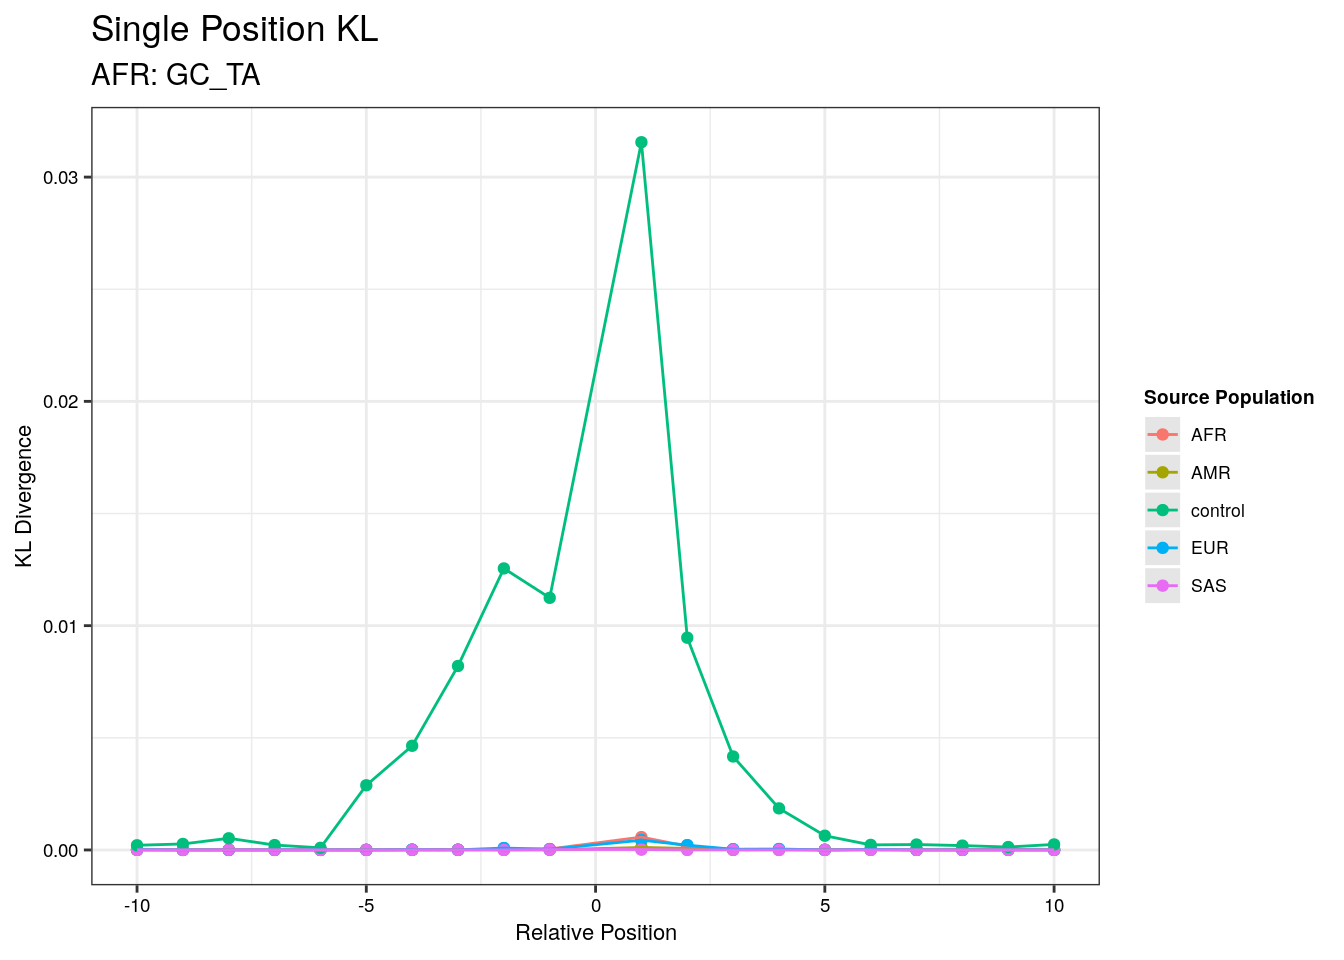 Single Position KL
AFR: GC_TA
KL Divergence
0.03
0.02
0.01
0.00
-10
-5
0
5
10
Relative Position
Source Population
AFR
AMR
control
EUR
SAS